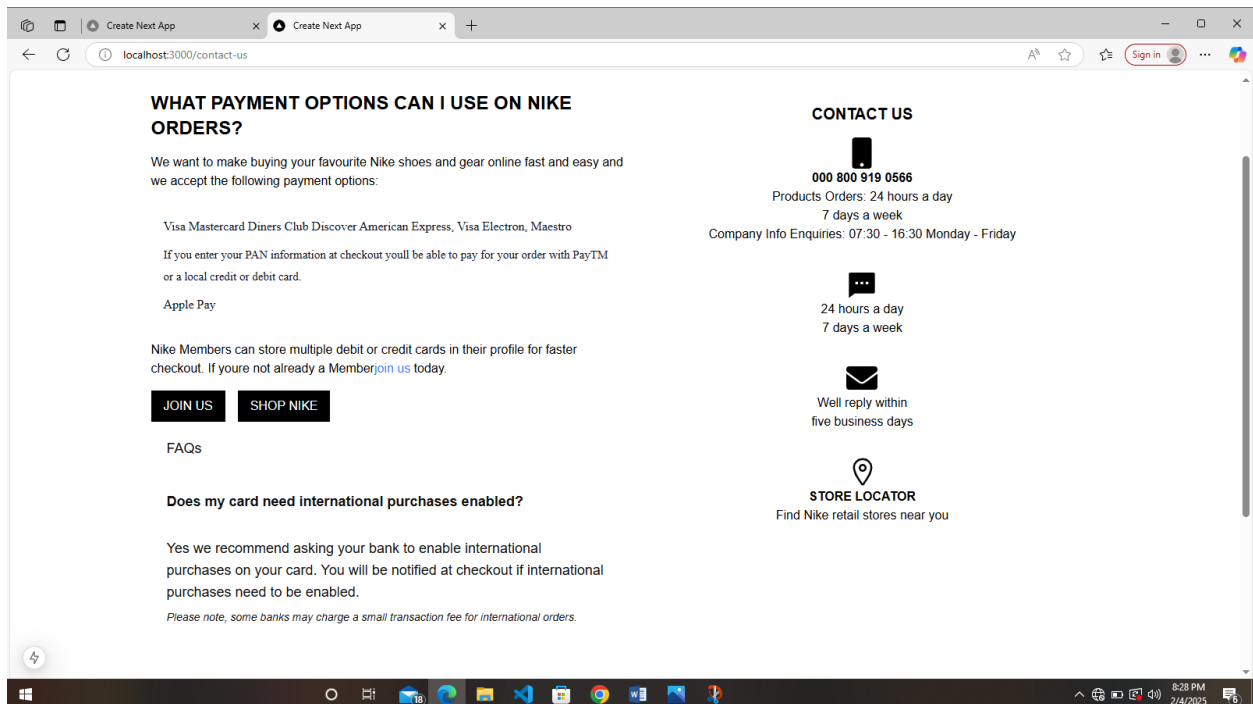 Create Next App
Create Next App
localhost:3000/contact-us
Sign in
WHAT PAYMENT OPTIONS CAN I USE ON NIKE
ORDERS?
We want to make buying your favourite Nike shoes and gear online fast and easy and
we accept the following payment options:
Visa Mastercard Diners Club Discover American Express, Visa Electron, Maestro
If you enter your PAN information at checkout youll be able to pay for your order with PayTM
or a local credit or debit card.
Apple Pay
Nike Members can store multiple debit or credit cards in their profile for faster
checkout. If youre not already a Memberjoin us today.
JOIN US
SHOP NIKE
FAQs
Does my card need international purchases enabled?
Yes we recommend asking your bank to enable international
purchases on your card. You will be notified at checkout if international
purchases need to be enabled.
Please note, some banks may charge a small transaction fee for international orders.
CONTACT US
000 800 919 0566
Products Orders: 24 hours a day
7 days a week
Company Info Enquiries: 07:30 - 16:30 Monday - Friday
24 hours a day
7 days a week
Well reply within
five business days
STORE LOCATOR
Find Nike retail stores near you
18
8:28 PM
2/4/2025
6